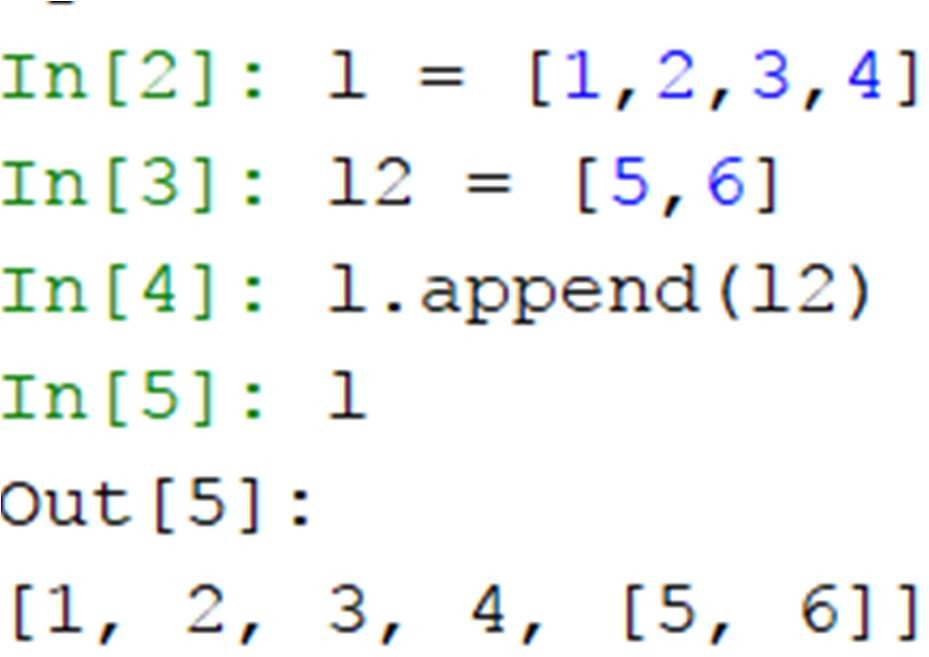 In[2]: l = [1,2,3,4]
In[3]: l2 = [5,6]
In[4]: l.append(l2)
In[5]: l
Out[5]:
[1, 2, 3, 4, [5, 6]]